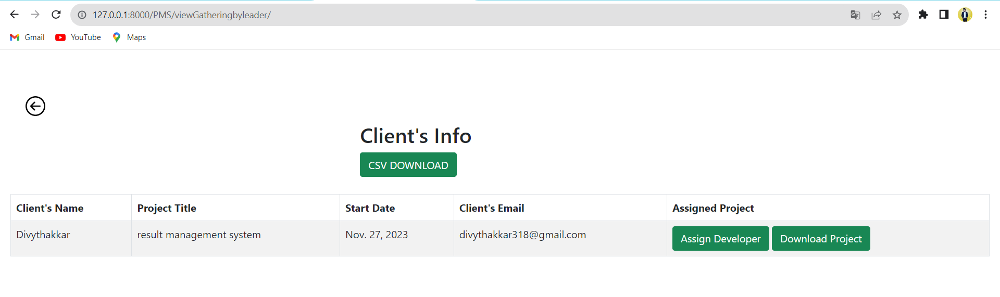 127.0.0.1:8000/PMS/viewGatheringbyleader/
Gmail YouTube Maps
Client's Info
CSV DOWNLOAD
Client's Name Project Title Start Date Client's Email Assigned Project
Divythakkar result management system Nov. 27, 2023 divythakkar318@gmail.com Assign Developer Download Project